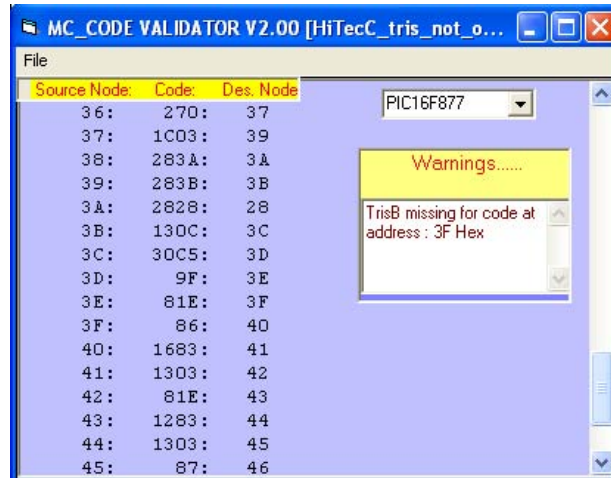 MC_CODE VALIDATOR V2.00 [HiTecC_tris_not_o...
File
Source Node: Code: Des. Node
36: 270: 37
37: 1C03: 39
38: 283A: 3A
39: 283B: 3B
3A: 2828: 28
3B: 130C: 3C
3C: 30C5: 3D
3D: 9F: 3E
3E: 81E: 3F
3F: 86: 40
40: 1683: 41
41: 1303: 42
42: 81E: 43
43: 1283: 44
44: 1303: 45
45: 87: 46
PIC16F877
Warnings......
TrisB missing for code at
address : 3F Hex